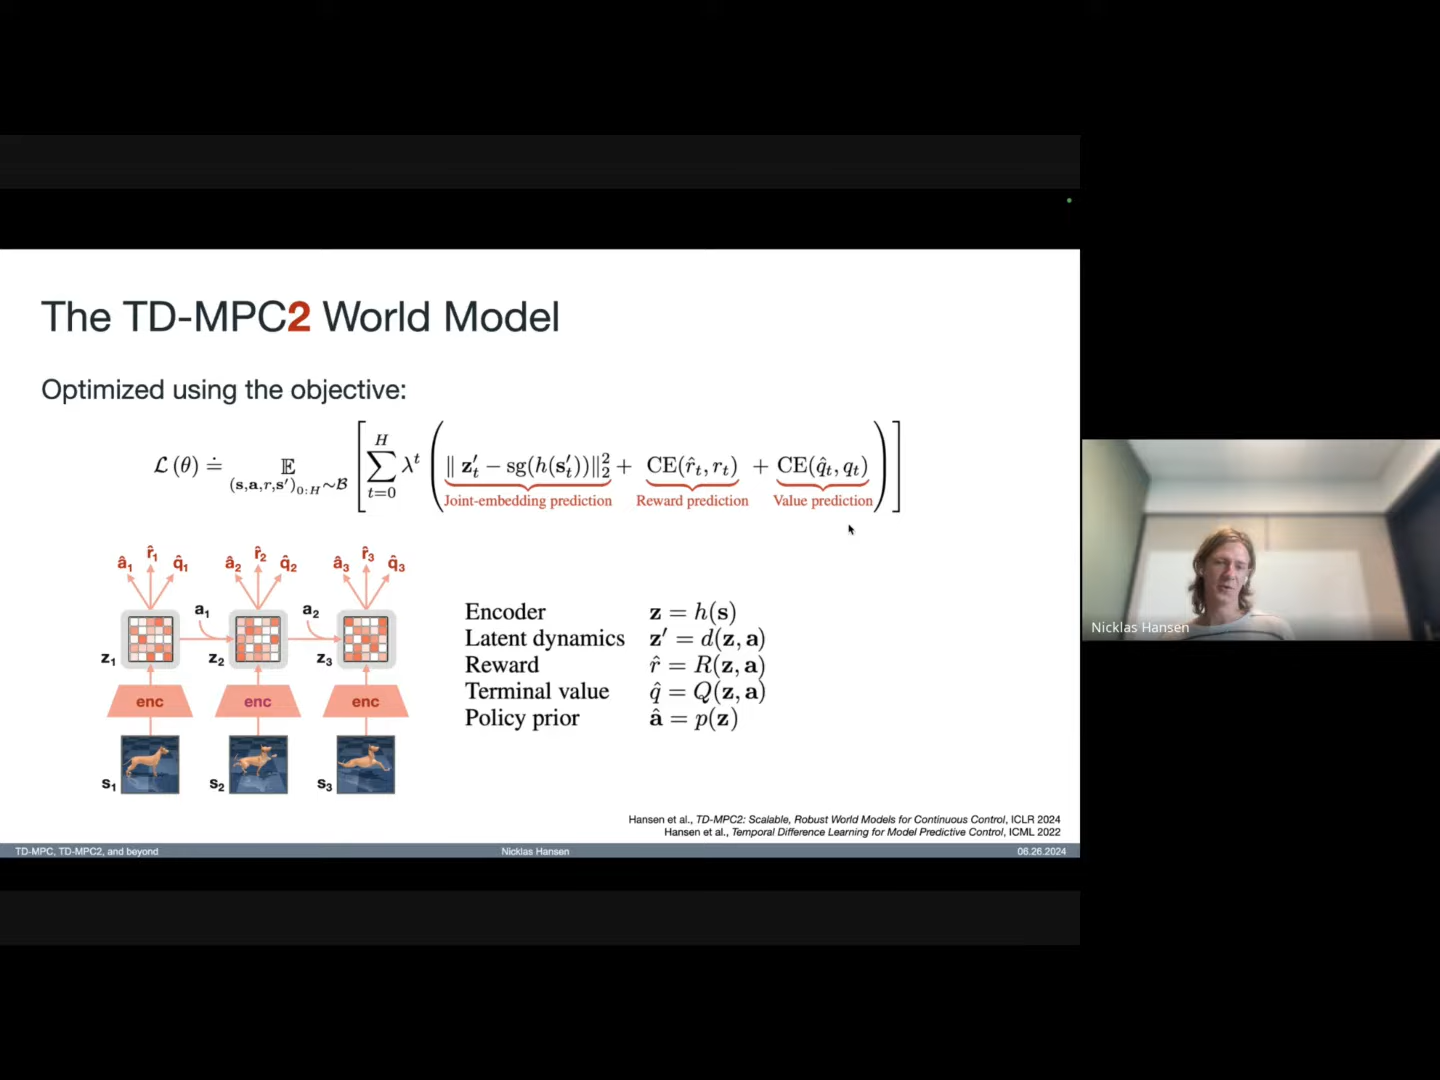 The TD-MPC2 World Model
Optimized using the objective:
𝓛(θ) ≐ 𝔼_{(s,a,r,s′)_{0:H}∼𝓑} [ ∑_{t=0}^{H} λ^t ( ‖ z′_t − sg(h(s′_t))‖²₂ + CE(r̂_t, r_t) + CE(q̂_t, q_t) ) ]
Joint-embedding prediction Reward prediction Value prediction
â₁ r̂₁ q̂₁ â₂ r̂₂ q̂₂ â₃ r̂₃ q̂₃
a₁ a₂
z₁ z₂ z₃
enc enc enc
s₁ s₂ s₃
Encoder z = h(s)
Latent dynamics z′ = d(z, a)
Reward r̂ = R(z, a)
Terminal value q̂ = Q(z, a)
Policy prior â = p(z)
Hansen et al., TD-MPC2: Scalable, Robust World Models for Continuous Control, ICLR 2024
Hansen et al., Temporal Difference Learning for Model Predictive Control, ICML 2022
TD-MPC, TD-MPC2, and beyond Nicklas Hansen 06.26.2024
Nicklas Hansen